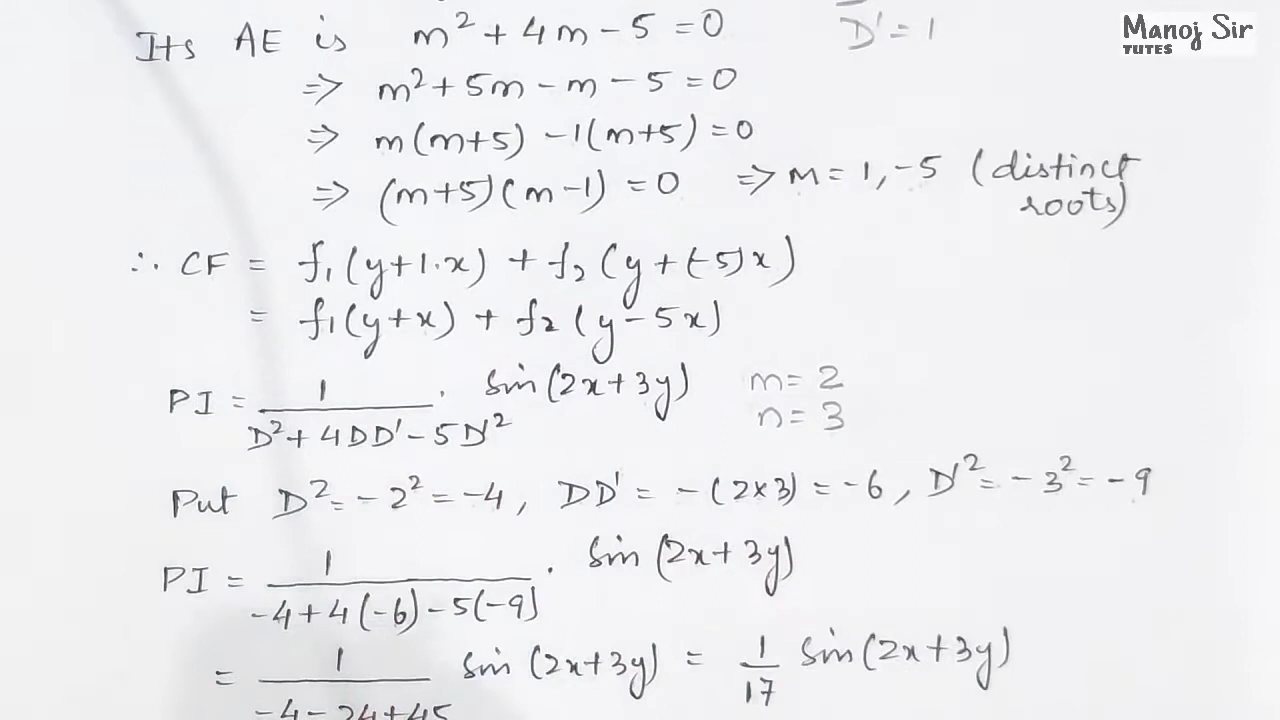 Its AE is m² + 4m - 5 = 0 D' = 1
Manoj Sir
TUTES
⇒ m² + 5m - m - 5 = 0
⇒ m(m+5) - 1(m+5) = 0
⇒ (m+5)(m-1) = 0 ⇒ m = 1, -5 (distinct
roots)
∴ CF = f₁(y+1·x) + f₂(y+(-5)x)
= f₁(y+x) + f₂(y-5x)
PI = 1/(D² + 4DD' - 5D'²) · Sin(2x+3y) m = 2
n = 3
Put D² = -2² = -4, DD' = -(2×3) = -6, D'² = -3² = -9
PI = 1/(-4+4(-6)-5(-9)) · Sin(2x+3y)
= 1/(-4-24+45) Sin(2x+3y) = 1/17 Sin(2x+3y)